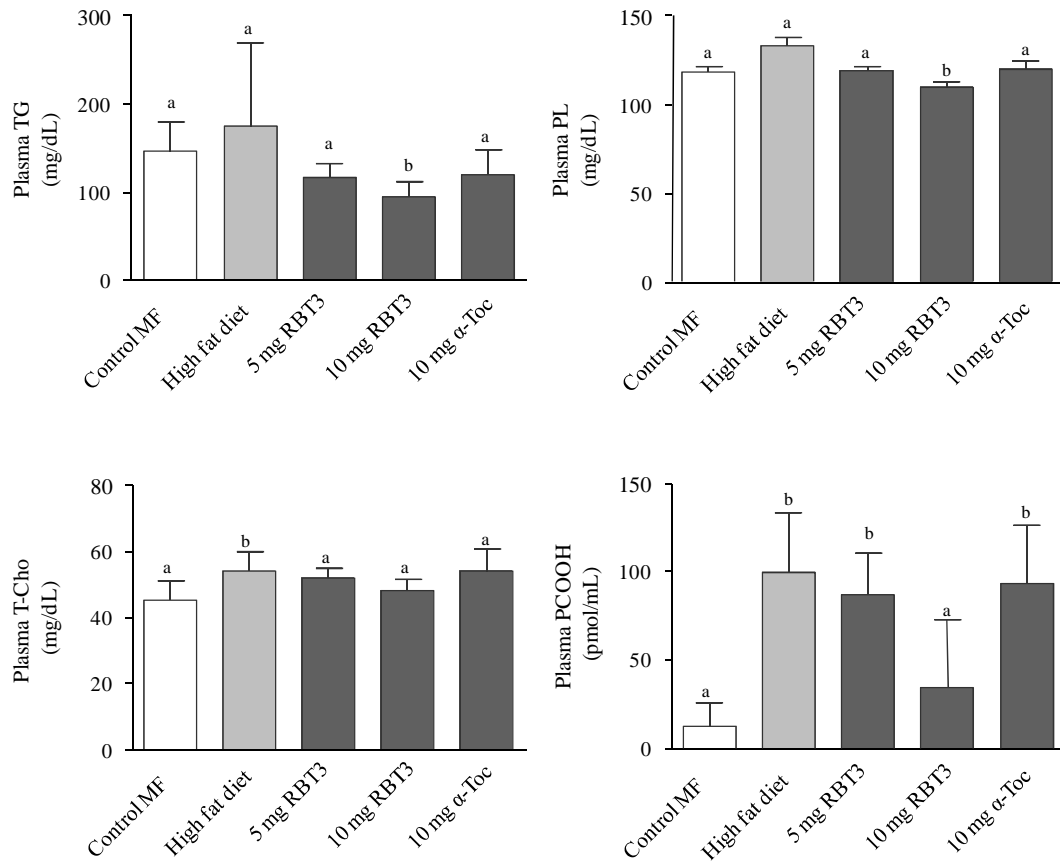 Plasma TG
(mg/dL)
300
200
100
0
a
a
a
b
a
Control MF
High fat diet
5 mg RBT3
10 mg RBT3
10 mg α-Toc
Plasma PL
(mg/dL)
150
100
50
0
a
a
a
b
a
Control MF
High fat diet
5 mg RBT3
10 mg RBT3
10 mg α-Toc
Plasma T-Cho
(mg/dL)
80
60
40
20
0
a
b
a
a
a
Control MF
High fat diet
5 mg RBT3
10 mg RBT3
10 mg α-Toc
Plasma PCOOH
(pmol/mL)
150
100
50
0
a
b
b
a
b
Control MF
High fat diet
5 mg RBT3
10 mg RBT3
10 mg α-Toc